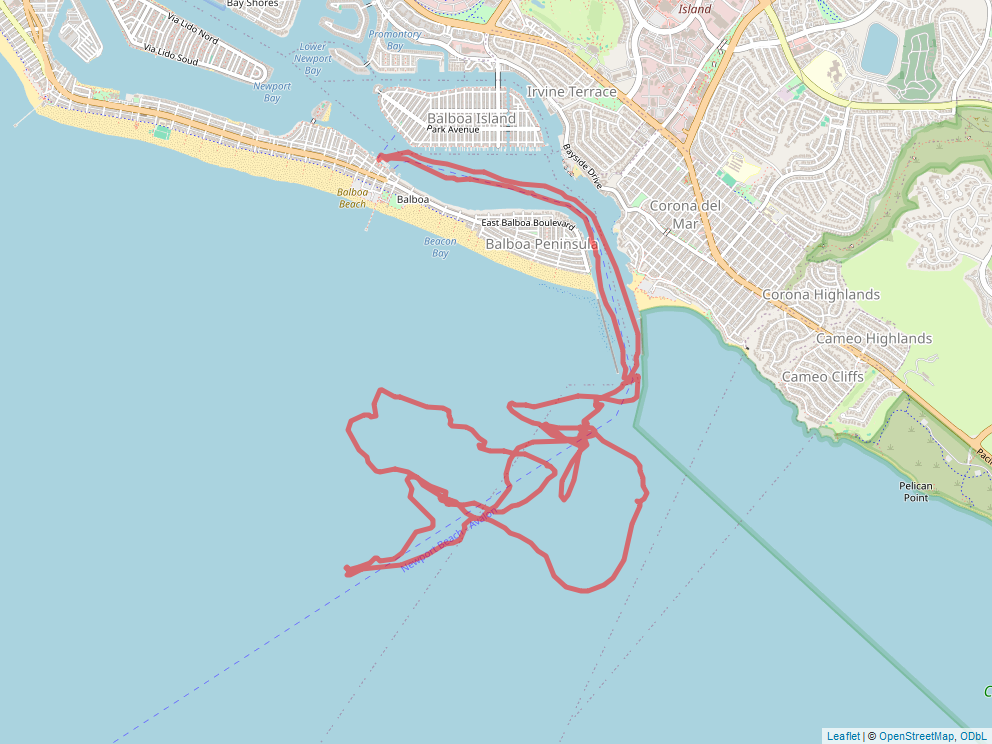 Bay Shores
Via Lido Nord
Via Lido Soud
Lower
Newport
Bay
Promontory
Bay
Island
Newport
Bay
Irvine Terrace
Balboa Island
Park Avenue
Bayside Drive
Balboa
Beach
Balboa
Corona del
Mar
East Balboa Boulevard
Beacon
Bay
Balboa Peninsula
Corona Highlands
Cameo Highlands
Cameo Cliffs
Paci
Pelican
Point
Newport Beach - Avalon
C
Leaflet | © OpenStreetMap, ODbL